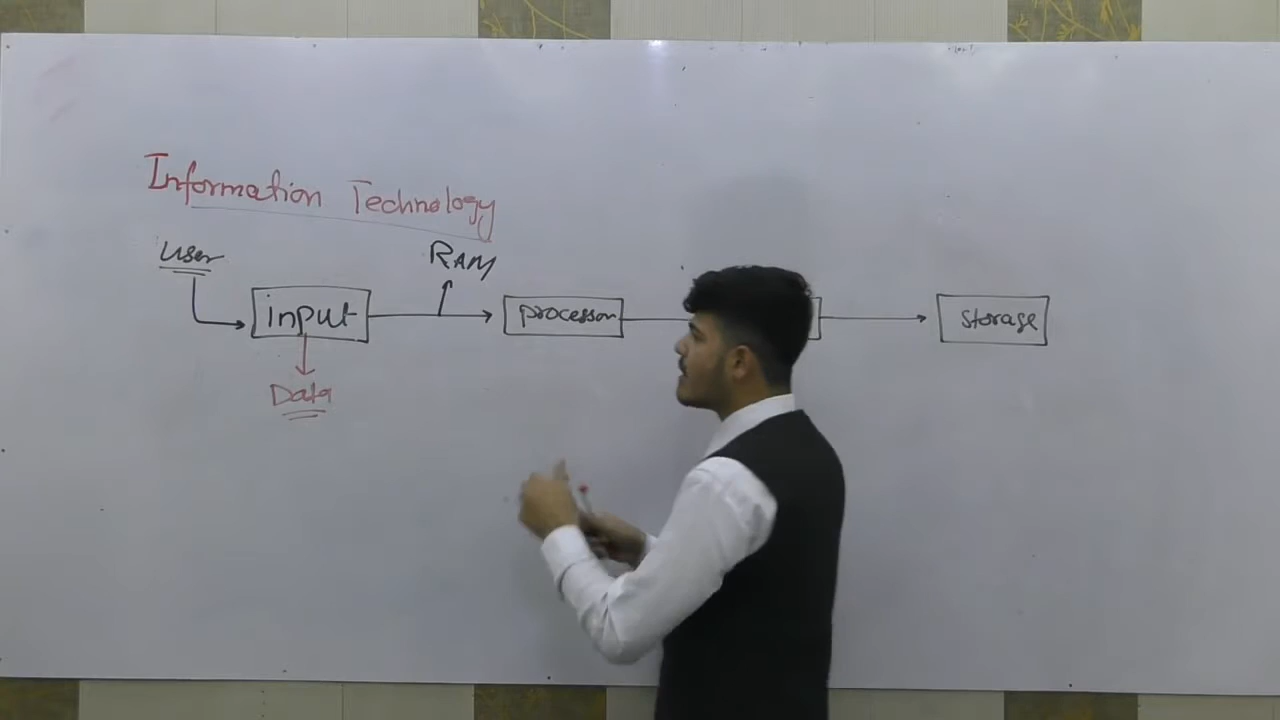 Information Technology
User
RAM
input
processor
storage
Data